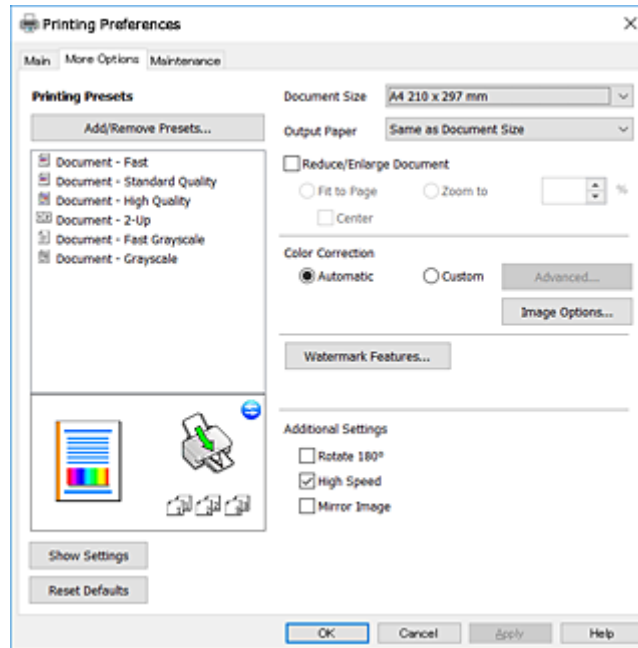 Printing Preferences
Main More Options Maintenance
Printing Presets
Add/Remove Presets...
Document - Fast
Document - Standard Quality
Document - High Quality
Document - 2-Up
Document - Fast Grayscale
Document - Grayscale
Show Settings
Reset Defaults
Document Size A4 210 x 297 mm
Output Paper Same as Document Size
Reduce/Enlarge Document
Fit to Page Zoom to %
Center
Color Correction
Automatic Custom Advanced...
Image Options...
Watermark Features...
Additional Settings
Rotate 180°
High Speed
Mirror Image
OK Cancel Apply Help